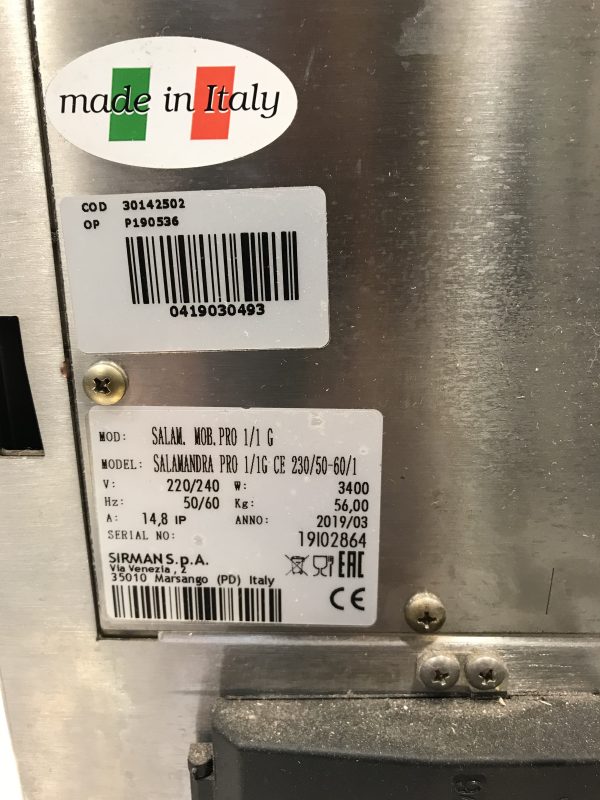 made in Italy
COD 30142502
OP P190536
0419030493
MOD: SALAM. MOB. PRO 1/1 G
MODEL: SALAMANDRA PRO 1/1G CE 230/50-60/1
V: 220/240 W: 3400
Hz: 50/60 Kg: 56,00
A: 14,8 IP ANNO: 2019/03
SERIAL NO: 19I02864
SIRMAN S.p.A.
Via Venezia , 2
35010 Marsango (PD) Italy
EAC
CE